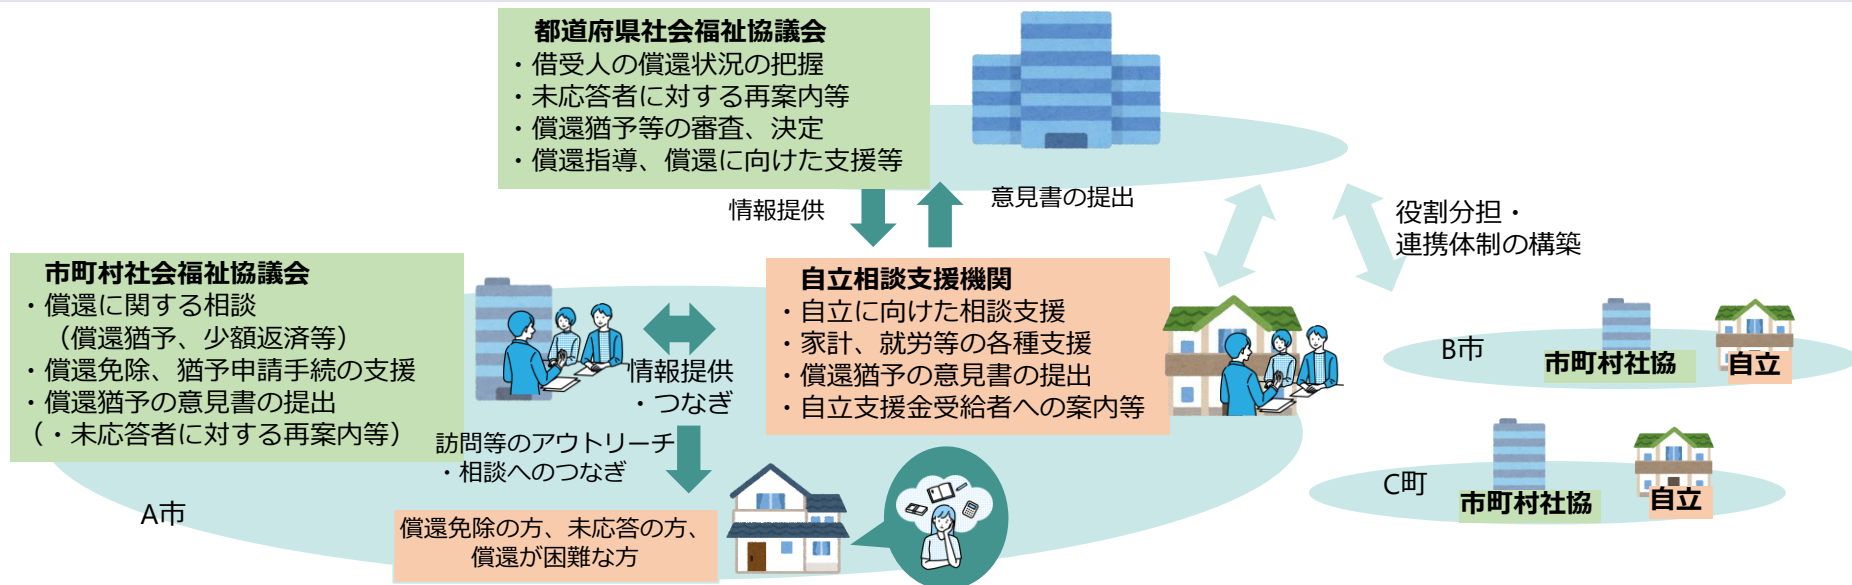 都道府県社会福祉協議会
・借受人の償還状況の把握
・未応答者に対する再案内等
・償還猶予等の審査、決定
・償還指導、償還に向けた支援等
情報提供
意見書の提出
役割分担・
連携体制の構築
市町村社会福祉協議会
・償還に関する相談
（償還猶予、少額返済等）
・償還免除、猶予申請手続の支援
・償還猶予の意見書の提出
（・未応答者に対する再案内等）
情報提供
・つなぎ
自立相談支援機関
・自立に向けた相談支援
・家計、就労等の各種支援
・償還猶予の意見書の提出
・自立支援金受給者への案内等
訪問等のアウトリーチ
・相談へのつなぎ
A市
償還免除の方、未応答の方、
償還が困難な方
B市
市町村社協
自立
C町
市町村社協
自立